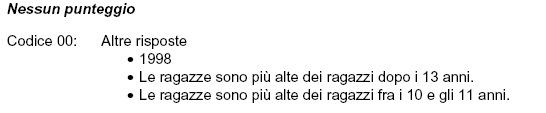 Nessun punteggio
Codice 00: Altre risposte
• 1998
• Le ragazze sono più alte dei ragazzi dopo i 13 anni.
• Le ragazze sono più alte dei ragazzi fra i 10 e gli 11 anni.